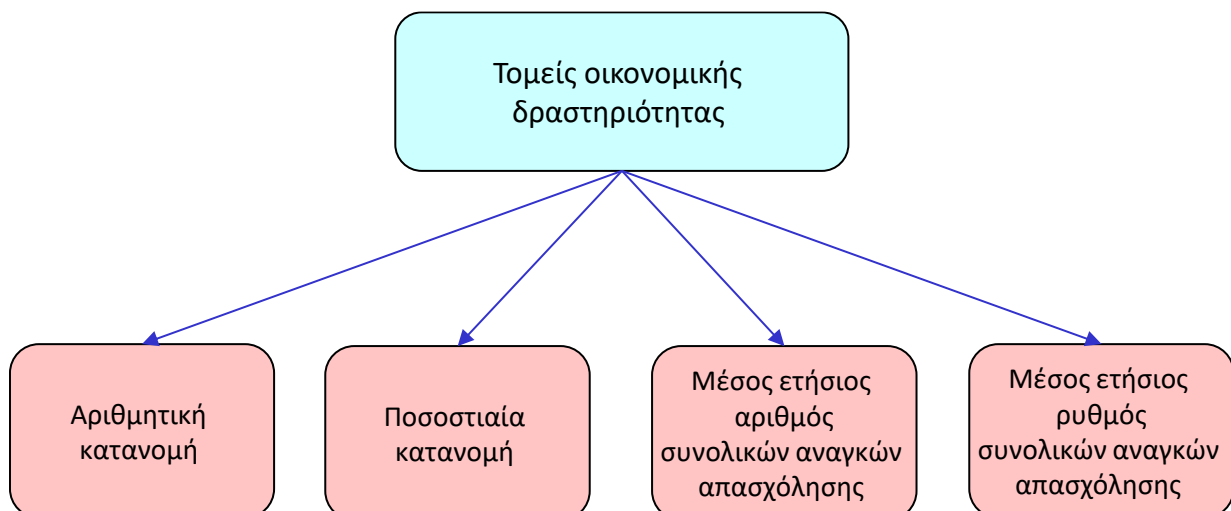 Τομείς οικονομικής
δραστηριότητας
Αριθμητική
κατανομή
Ποσοστιαία
κατανομή
Μέσος ετήσιος
αριθμός
συνολικών αναγκών
απασχόλησης
Μέσος ετήσιος
ρυθμός
συνολικών αναγκών
απασχόλησης